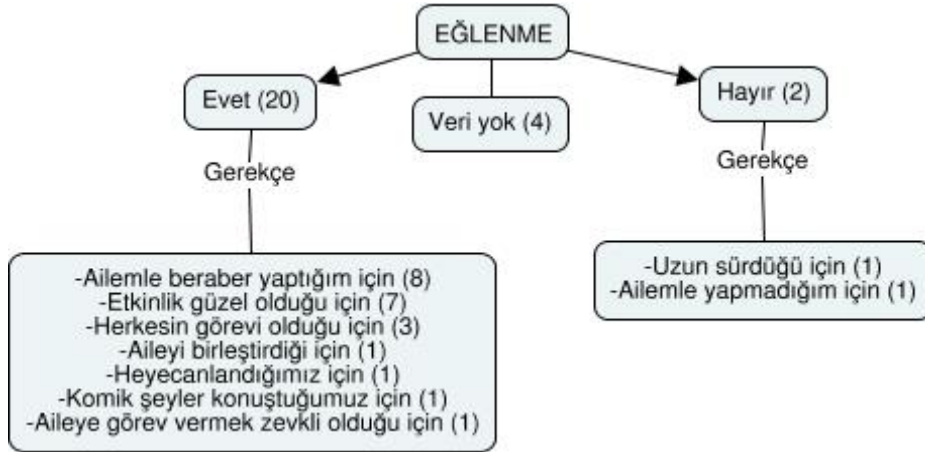 EĞLENME
Evet (20)
Veri yok (4)
Hayır (2)
Gerekçe
Gerekçe
-Ailemle beraber yaptığım için (8)
-Etkinlik güzel olduğu için (7)
-Herkesin görevi olduğu için (3)
-Aileyi birleştirdiği için (1)
-Heyecanlandığımız için (1)
-Komik şeyler konuştuğumuz için (1)
-Aileye görev vermek zevkli olduğu için (1)
-Uzun sürdüğü için (1)
-Ailemle yapmadığım için (1)